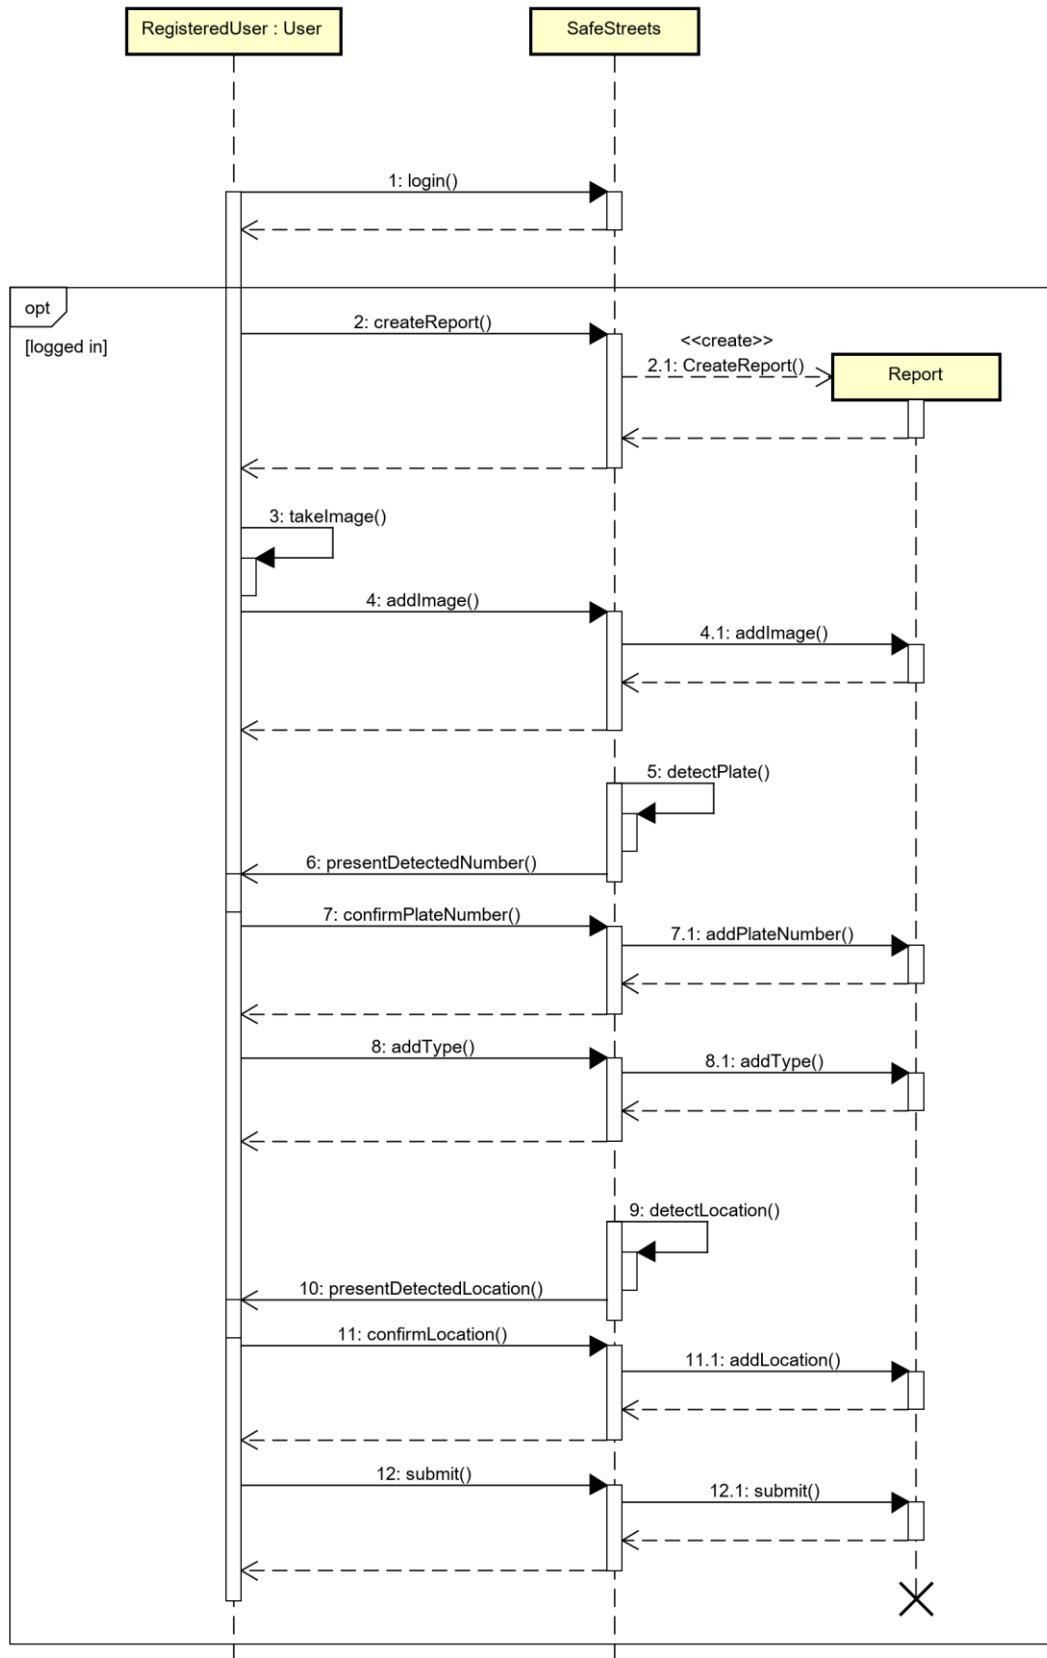 RegisteredUser : User
SafeStreets
1: login()
opt
[logged in]
2: createReport()
<<create>>
2.1: CreateReport()
Report
3: takeImage()
4: addImage()
4.1: addImage()
5: detectPlate()
6: presentDetectedNumber()
7: confirmPlateNumber()
7.1: addPlateNumber()
8: addType()
8.1: addType()
9: detectLocation()
10: presentDetectedLocation()
11: confirmLocation()
11.1: addLocation()
12: submit()
12.1: submit()